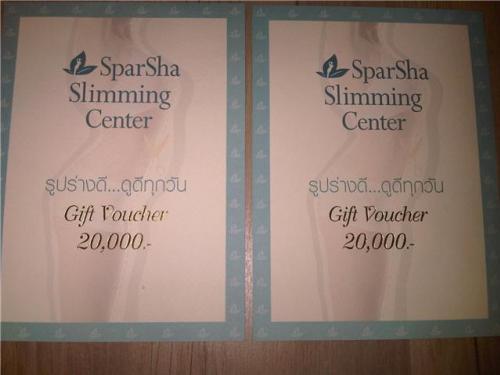 SparSha
Slimming
Center
รูปร่างดี...ดูดีทุกวัน
Gift Voucher
20,000.-
SparSha
Slimming
Center
รูปร่างดี...ดูดีทุกวัน
Gift Voucher
20,000.-